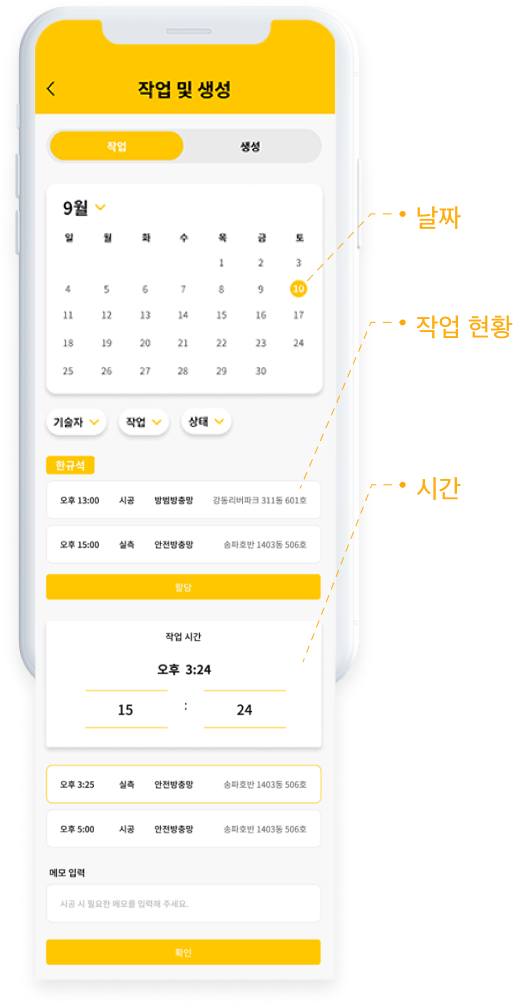 작업 및 생성
작업 생성
9월
일 월 화 수 목 금 토
1 2 3
4 5 6 7 8 9 10
11 12 13 14 15 16 17
18 19 20 21 22 23 24
25 26 27 28 29 30
기술자 작업 상태
한규석
오후 13:00 시공 방범방충망 강동리버파크 311동 601호
오후 15:00 실측 안전방충망 송파호반 1403동 506호
할당
작업 시간
오후 3:24
15 : 24
오후 3:25 실측 안전방충망 송파호반 1403동 506호
오후 5:00 시공 안전방충망 송파호반 1403동 506호
메모 입력
시공 시 필요한 메모를 입력해 주세요.
확인
• 날짜
• 작업 현황
• 시간